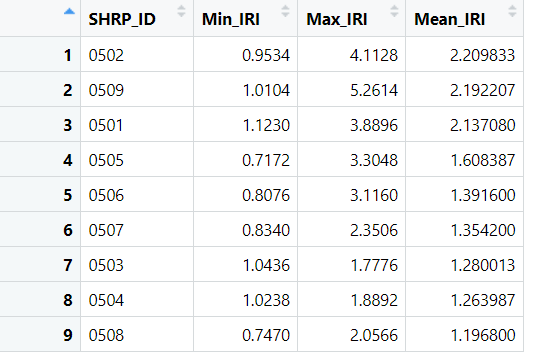 SHRP_ID Min_IRI Max_IRI Mean_IRI
1 0502 0.9534 4.1128 2.209833
2 0509 1.0104 5.2614 2.192207
3 0501 1.1230 3.8896 2.137080
4 0505 0.7172 3.3048 1.608387
5 0506 0.8076 3.1160 1.391600
6 0507 0.8340 2.3506 1.354200
7 0503 1.0436 1.7776 1.280013
8 0504 1.0238 1.8892 1.263987
9 0508 0.7470 2.0566 1.196800